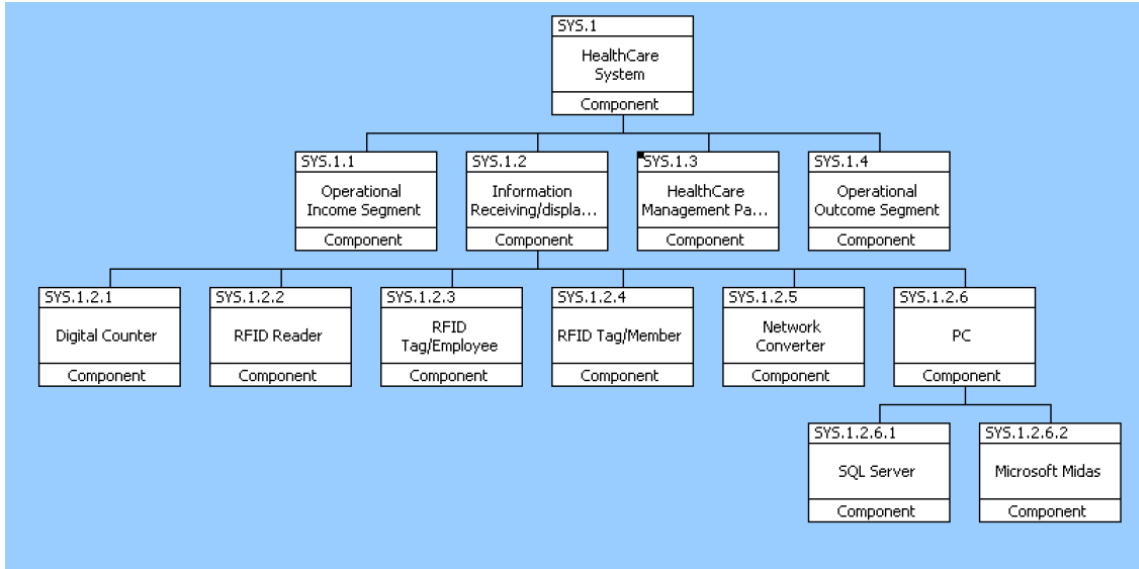 SYS.1
HealthCare
System
Component
SYS.1.1
Operational
Income Segment
Component
SYS.1.2
Information
Receiving/displa...
Component
SYS.1.3
HealthCare
Management Pa...
Component
SYS.1.4
Operational
Outcome Segment
Component
SYS.1.2.1
Digital Counter
Component
SYS.1.2.2
RFID Reader
Component
SYS.1.2.3
RFID
Tag/Employee
Component
SYS.1.2.4
RFID Tag/Member
Component
SYS.1.2.5
Network
Converter
Component
SYS.1.2.6
PC
Component
SYS.1.2.6.1
SQL Server
Component
SYS.1.2.6.2
Microsoft Midas
Component